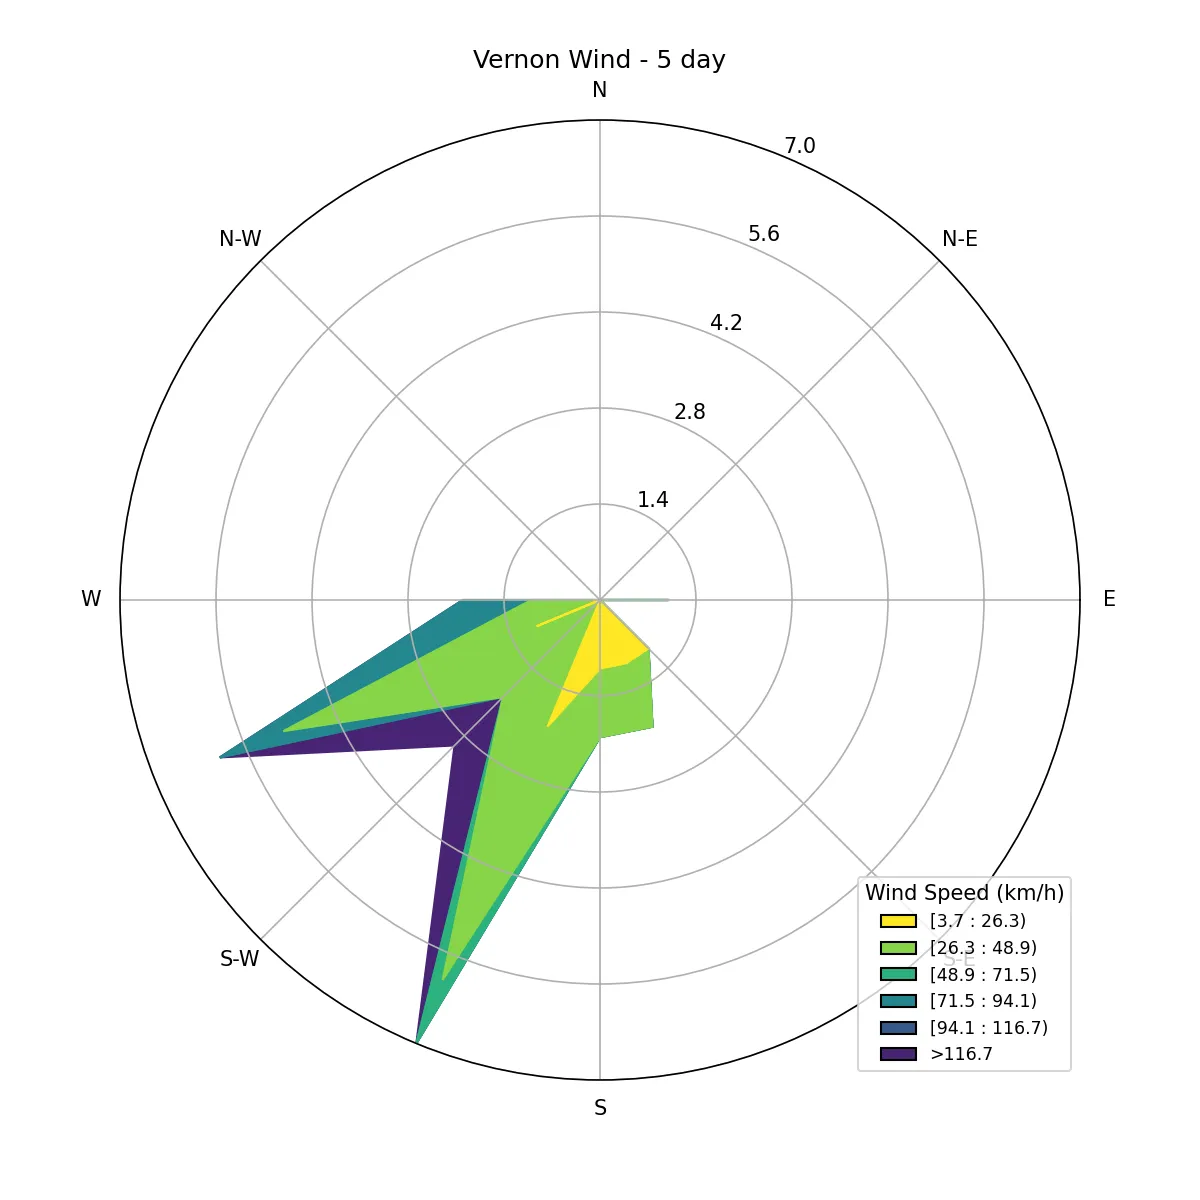 Vernon Wind - 5 day
N
7.0
N-W
5.6
N-E
4.2
2.8
1.4
W
E
Wind Speed (km/h)
[3.7 : 26.3)
[26.3 : 48.9)
S-W
S-E
[48.9 : 71.5)
[71.5 : 94.1)
[94.1 : 116.7)
>116.7
S